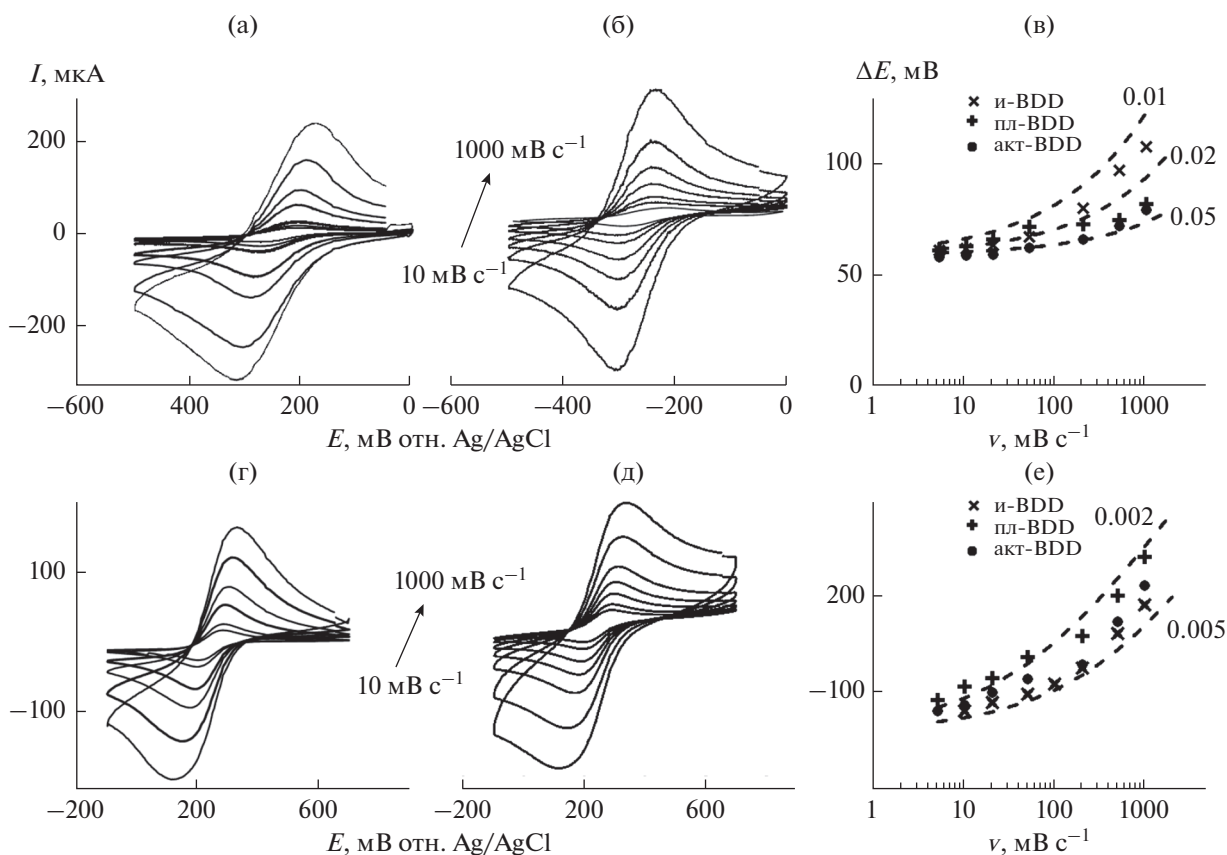 (а)
(б)
(в)
I, мкА
200
0
−200
−600
400
200
0
E, мВ отн. Ag/AgCl
1000 мВ с⁻¹
10 мВ с⁻¹
−600
−400
−200
0
ΔE, мВ
и-BDD
пл-BDD
акт-BDD
0.01
0.02
0.05
100
50
0
1
10
100
1000
v, мВ с⁻¹
(г)
(д)
(е)
100
−100
−200
200
600
E, мВ отн. Ag/AgCl
1000 мВ с⁻¹
10 мВ с⁻¹
−200
200
600
и-BDD
пл-BDD
акт-BDD
0.002
0.005
200
−100
1
10
100
1000
v, мВ с⁻¹